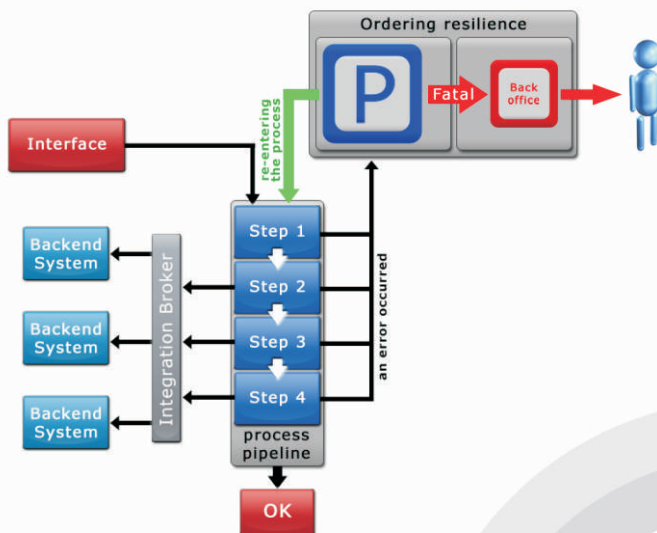 Ordering resilience
P
Fatal
Back
office
re-entering
the process
Interface
Step 1
Step 2
Step 3
Step 4
process
pipeline
an error occurred
Backend
System
Backend
System
Backend
System
Integration Broker
OK